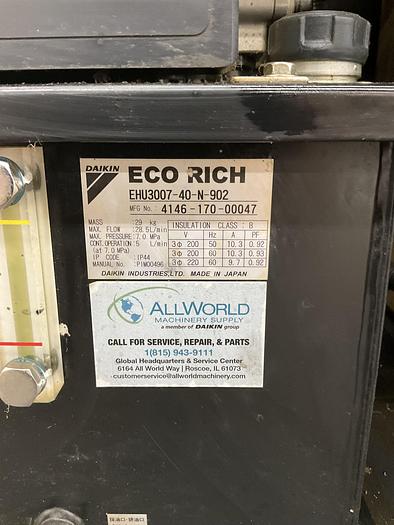 DAIKIN ECO RICH
EHU3007-40-N-902
MFG No. 4146-170-00047
MASS :29 kg
MAX. FLOW :28.5L/min
MAX. PRESSURE:7.0 MPa
CONT.OPERATION:5 L/min
(at 7.0 MPa)
I.P CODE :IP44
MANUAL No. :PIM00496
INSULATION CLASS : B
V Hz A PF
3Φ 200 50 10.3 0.92
3Φ 200 60 10.3 0.93
3Φ 220 60 9.7 0.92
DAIKIN INDUSTRIES,LTD. MADE IN JAPAN
ALLWORLD
MACHINERY SUPPLY
a member of DAIKIN group
CALL FOR SERVICE, REPAIR, & PARTS
1(815) 943-9111
Global Headquarters & Service Center
6164 All World Way | Roscoe, IL 61073
customerservice@allworldmachinery.com